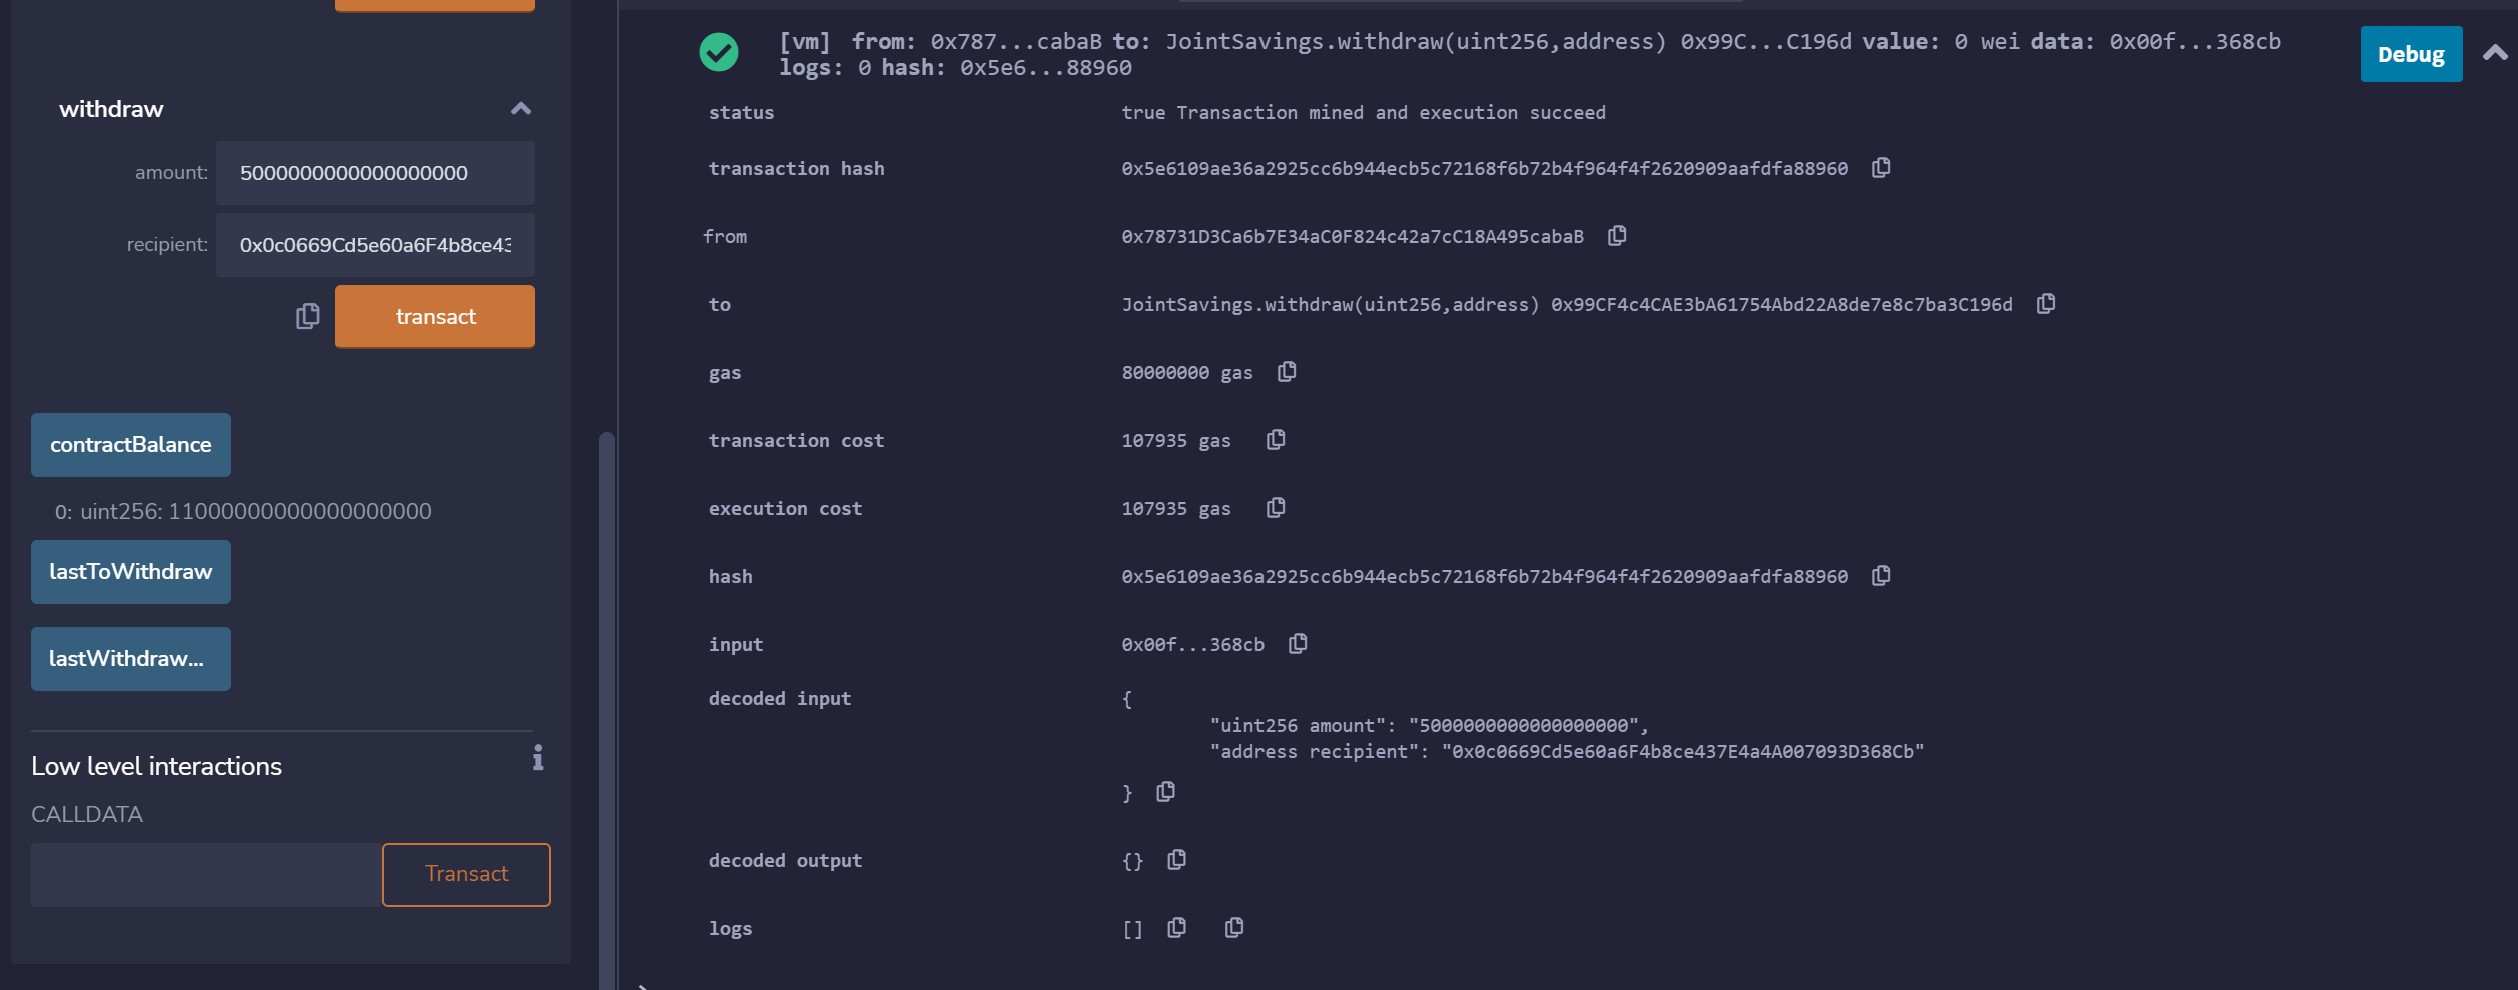 withdraw
amount: 5000000000000000000
recipient: 0x0c0669Cd5e60a6F4b8ce43
transact
contractBalance
0: uint256: 11000000000000000000
lastToWithdraw
lastWithdraw...
Low level interactions
CALLDATA
Transact
[vm] from: 0x787...cabaB to: JointSavings.withdraw(uint256,address) 0x99C...C196d value: 0 wei data: 0x00f...368cb
logs: 0 hash: 0x5e6...88960
Debug
status true Transaction mined and execution succeed
transaction hash 0x5e6109ae36a2925cc6b944ecb5c72168f6b72b4f964f4f2620909aafdfa88960
from 0x78731D3Ca6b7E34aC0F824c42a7cC18A495cabaB
to JointSavings.withdraw(uint256,address) 0x99CF4c4CAE3bA61754Abd22A8de7e8c7ba3C196d
gas 80000000 gas
transaction cost 107935 gas
execution cost 107935 gas
hash 0x5e6109ae36a2925cc6b944ecb5c72168f6b72b4f964f4f2620909aafdfa88960
input 0x00f...368cb
decoded input {
"uint256 amount": "5000000000000000000",
"address recipient": "0x0c0669Cd5e60a6F4b8ce437E4a4A007093D368Cb"
}
decoded output {}
logs []